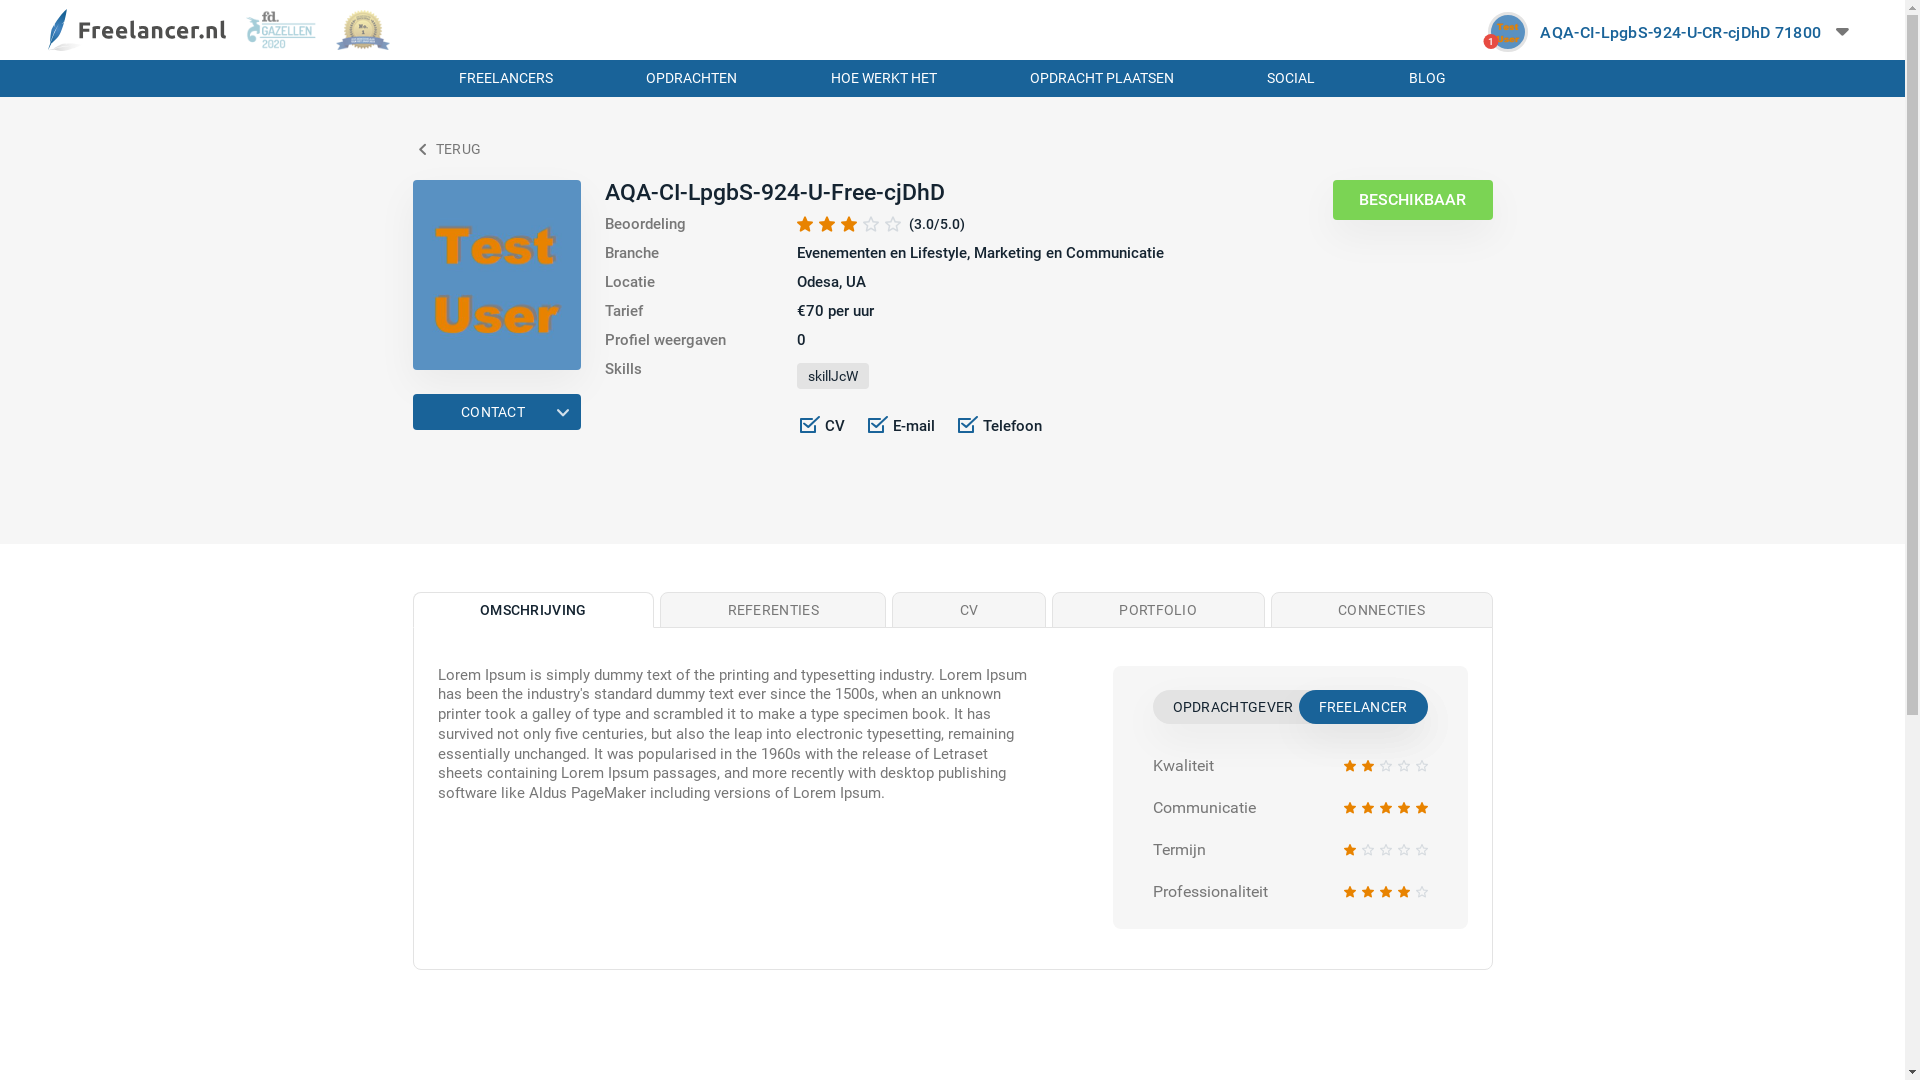 Freelancer.nl
fd.
GAZELLEN
2020
No.
1
1
Test
User
AQA-CI-LpgbS-924-U-CR-cjDhD 71800
FREELANCERS OPDRACHTEN HOE WERKT HET OPDRACHT PLAATSEN SOCIAL BLOG
TERUG
Test
User
CONTACT
AQA-CI-LpgbS-924-U-Free-cjDhD
Beoordeling (3.0/5.0)
Branche Evenementen en Lifestyle, Marketing en Communicatie
Locatie Odesa, UA
Tarief €70 per uur
Profiel weergaven 0
Skills skillJcW
CV E-mail Telefoon
BESCHIKBAAR
OMSCHRIJVING REFERENTIES CV PORTFOLIO CONNECTIES
Lorem Ipsum is simply dummy text of the printing and typesetting industry. Lorem Ipsum
has been the industry's standard dummy text ever since the 1500s, when an unknown
printer took a galley of type and scrambled it to make a type specimen book. It has
survived not only five centuries, but also the leap into electronic typesetting, remaining
essentially unchanged. It was popularised in the 1960s with the release of Letraset
sheets containing Lorem Ipsum passages, and more recently with desktop publishing
software like Aldus PageMaker including versions of Lorem Ipsum.
OPDRACHTGEVER FREELANCER
Kwaliteit
Communicatie
Termijn
Professionaliteit